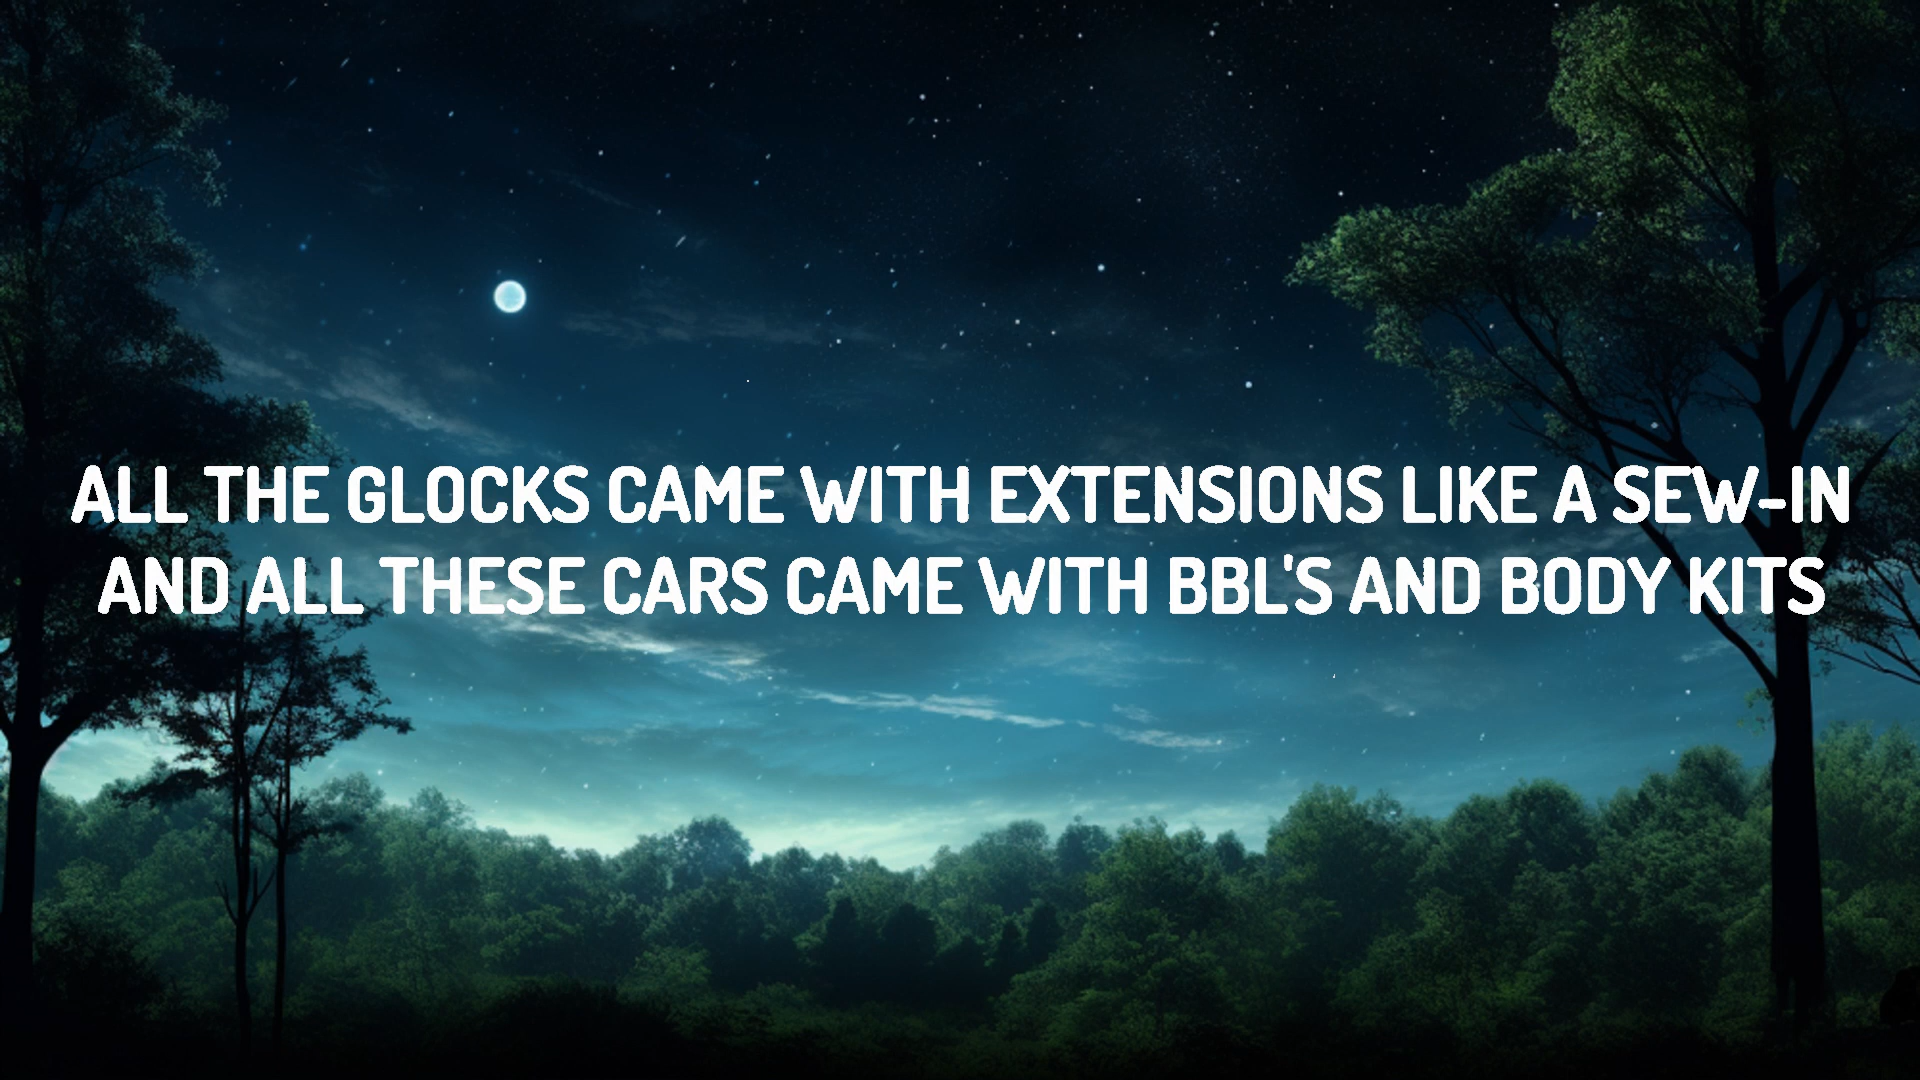 ALL THE GLOCKS CAME WITH EXTENSIONS LIKE A SEW-IN
AND ALL THESE CARS CAME WITH BBL'S AND BODY KITS